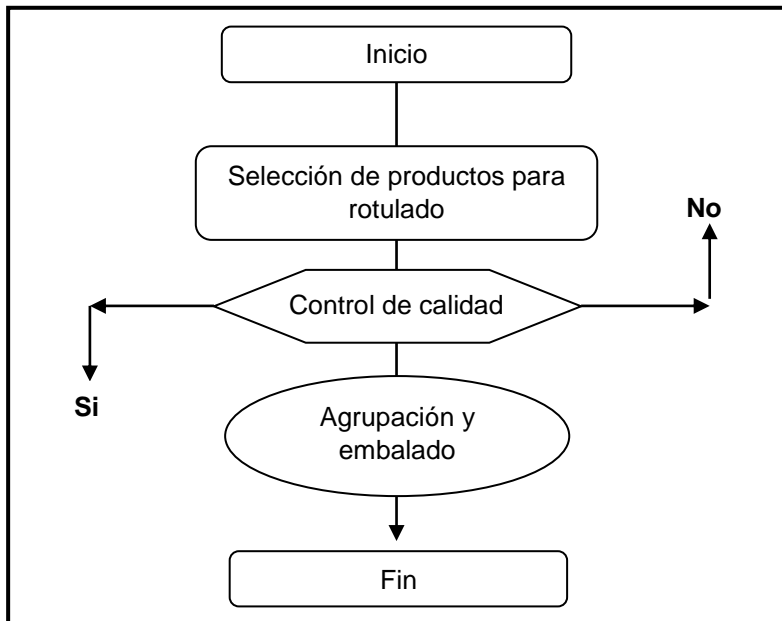 Inicio
Selección de productos para
rotulado
No
Control de calidad
Si
Agrupación y
embalado
Fin